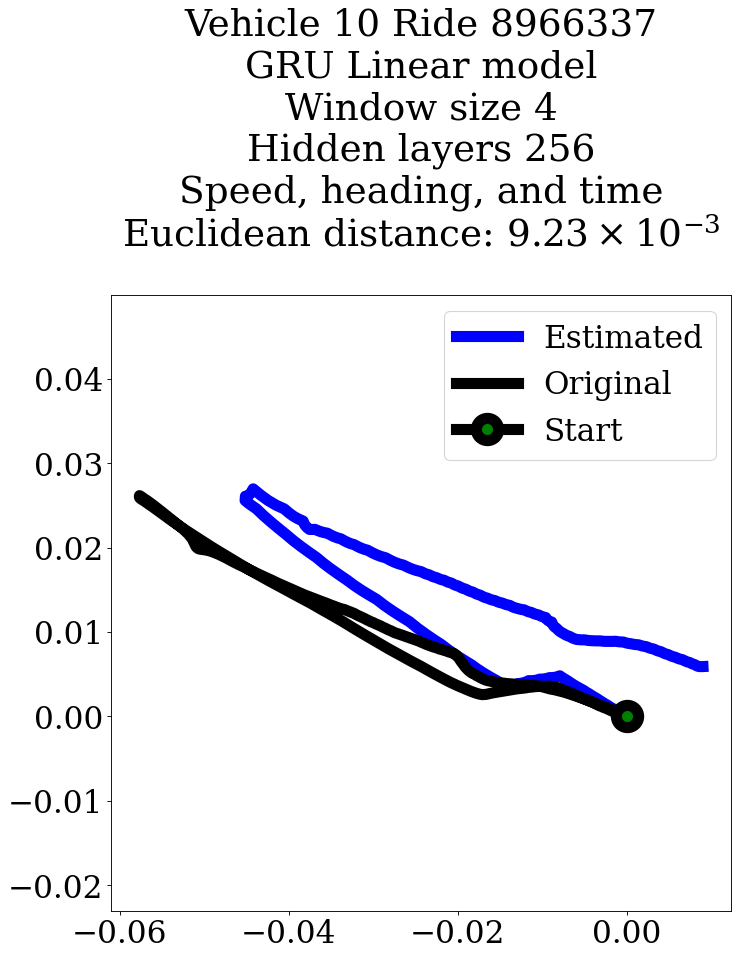 Vehicle 10 Ride 8966337
GRU Linear model
Window size 4
Hidden layers 256
Speed, heading, and time
Euclidean distance: 9.23 × 10⁻³
Estimated
Original
Start
0.04
0.03
0.02
0.01
0.00
−0.01
−0.02
−0.06 −0.04 −0.02 0.00